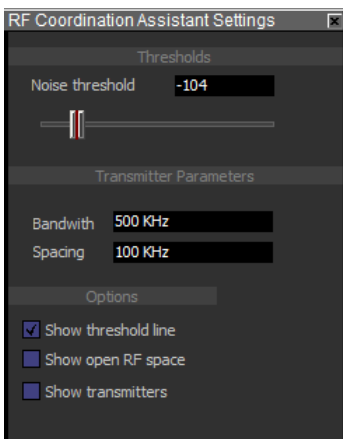 RF Coordination Assistant Settings
Thresholds
Noise threshold -104
Transmitter Parameters
Bandwith 500 KHz
Spacing 100 KHz
Options
Show threshold line
Show open RF space
Show transmitters